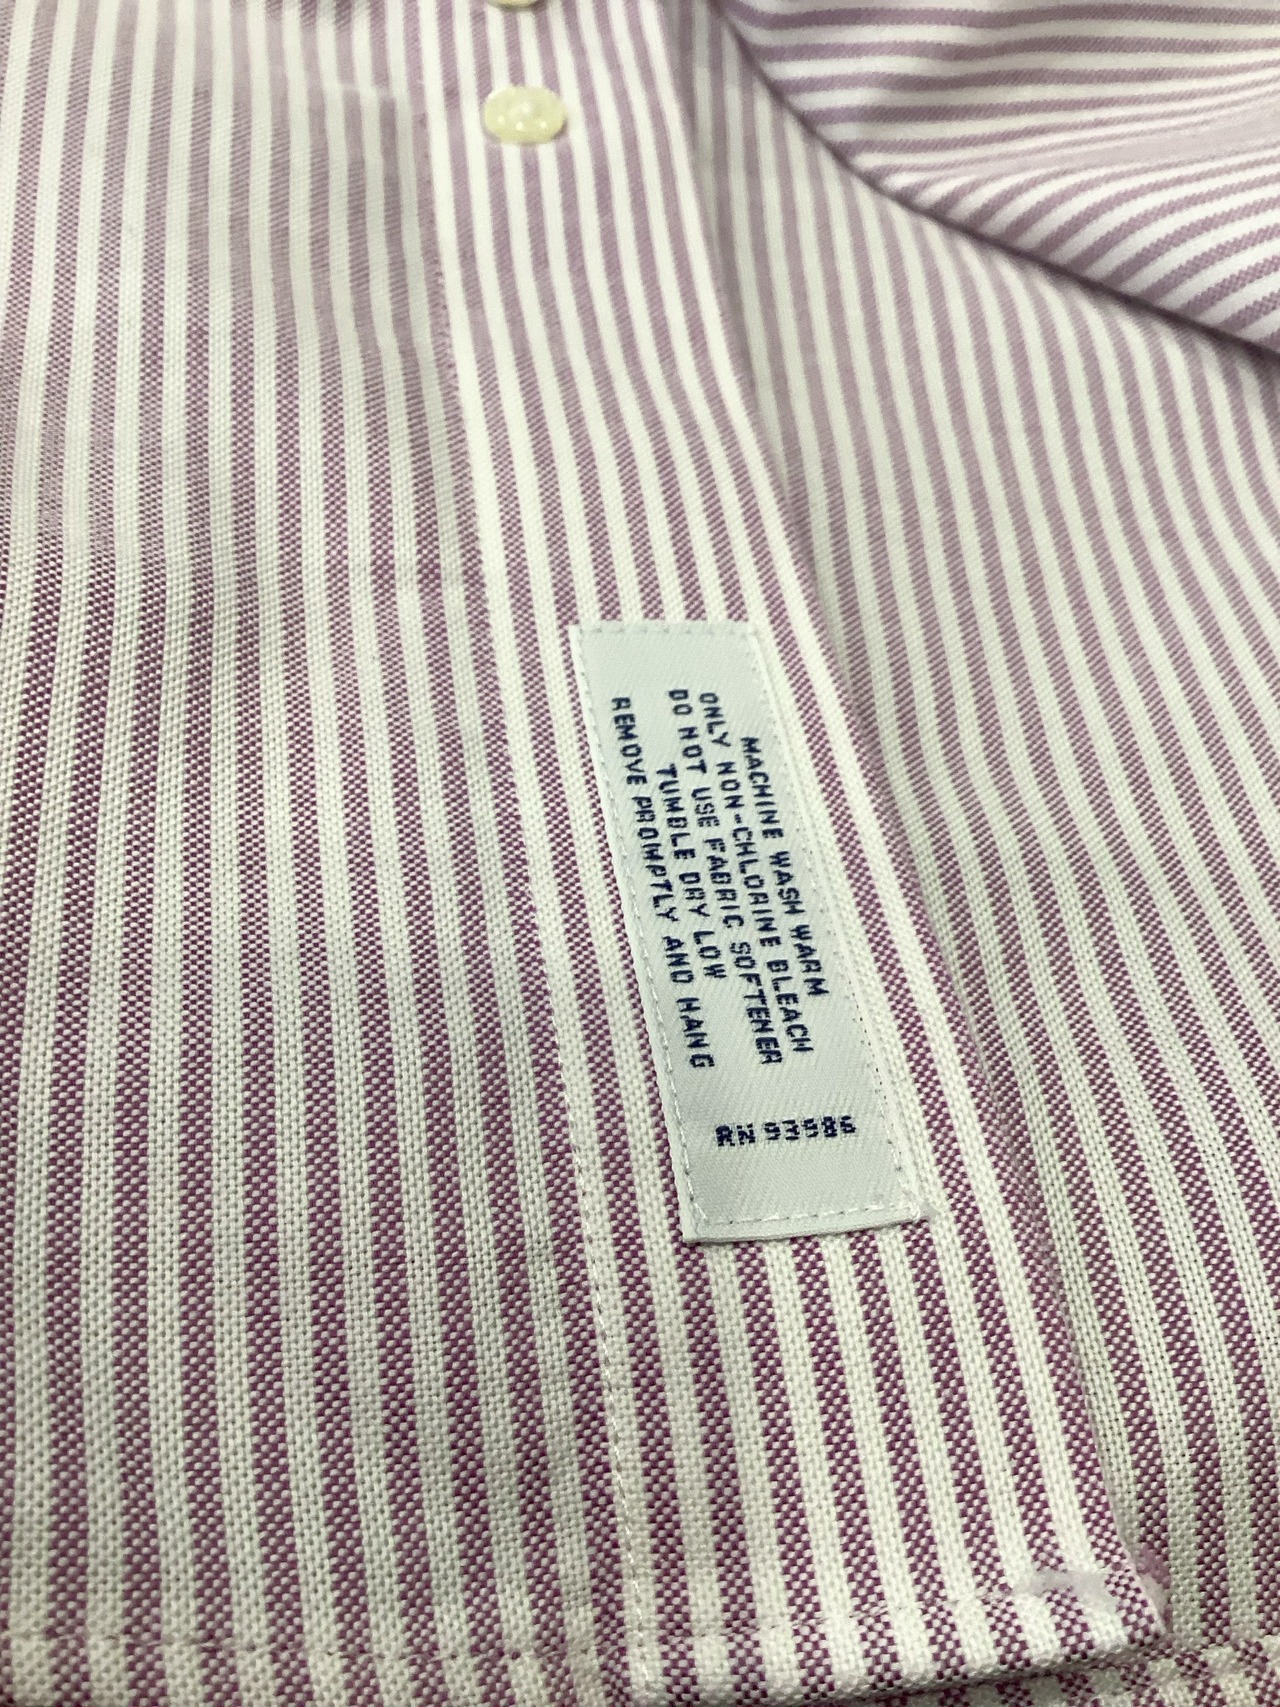 MACHINE WASH WARM
ONLY NON-CHLORINE BLEACH
DO NOT USE FABRIC SOFTENER
TUMBLE DRY LOW
REMOVE PROMPTLY AND HANG
RN 93986